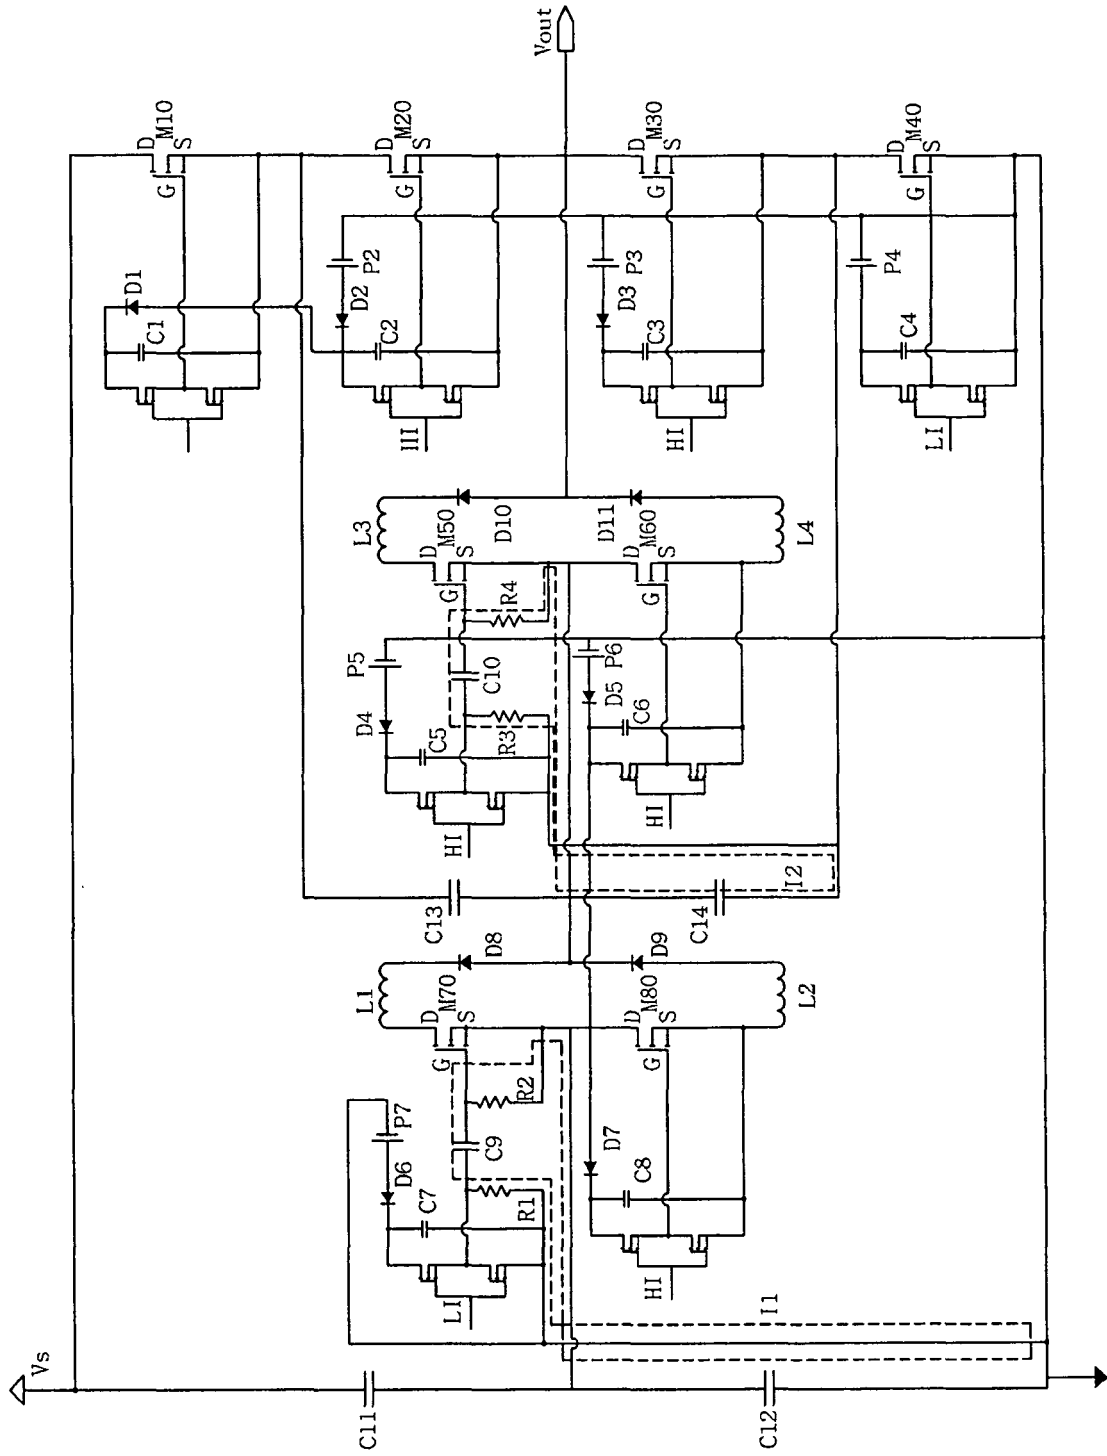 Vs
Vout
D1
D
M10
S
G
C1
D2
P2
D
M20
S
G
C2
HI
D3
P3
D
M30
S
G
C3
HI
P4
D
M40
S
G
C4
LI
L3
D
M50
S
G
D10
R4
P5
D4
C5
C10
R3
HI
D11
D
M60
S
G
L4
P6
D5
C6
HI
C13
C14
I2
L1
D
M70
S
G
D8
R2
P7
D6
C7
C9
R1
LI
D9
D
M80
S
G
L2
D7
C8
HI
I1
C11
C12